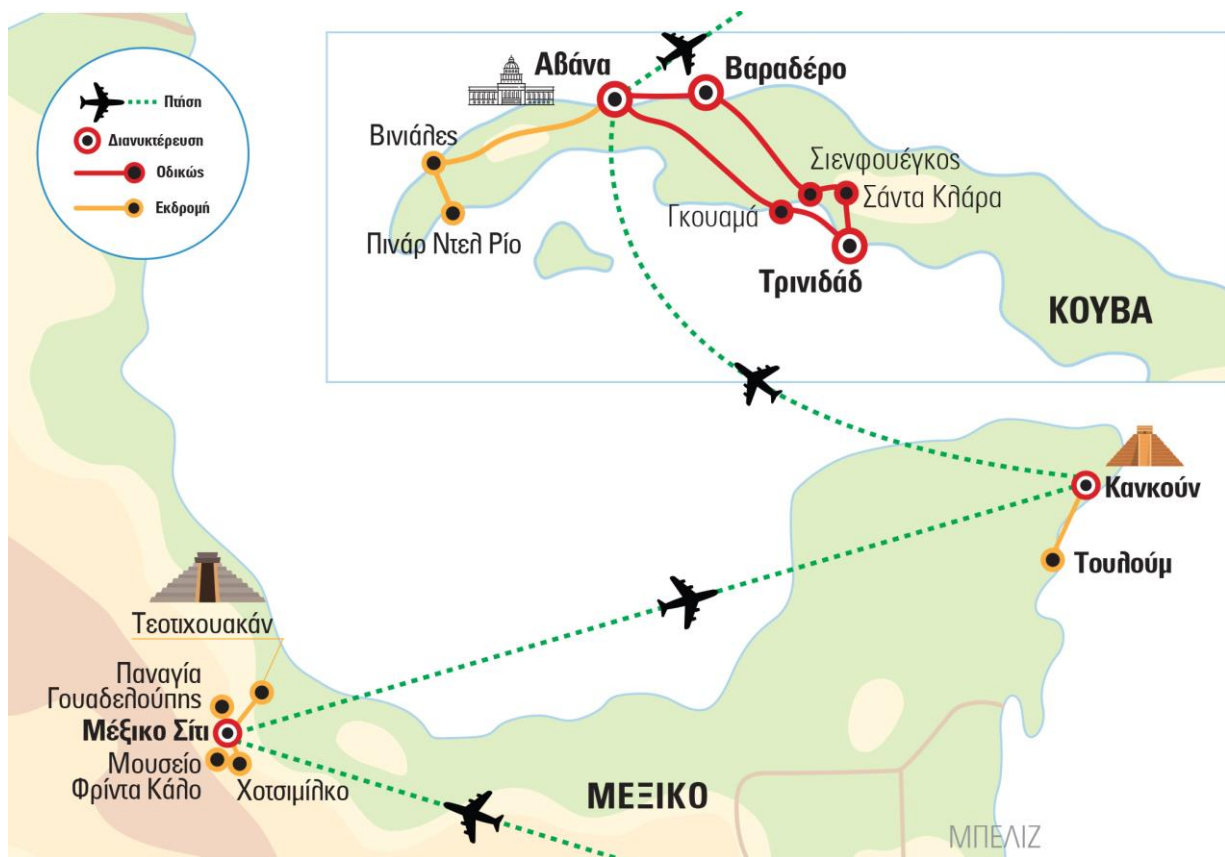 Πτήση
Διανυκτέρευση
Οδικώς
Εκδρομή
Αβάνα
Βαραδέρο
Βινιάλες
Πινάρ Ντελ Ρίο
Σιενφουέγκος
Σάντα Κλάρα
Γκουαμά
Τρινιδάδ
ΚΟΥΒΑ
Κανκούν
Τουλούμ
Τεοτιχουακάν
Παναγία
Γουαδελούπης
Μέξικο Σίτι
Μουσείο
Φρίντα Κάλο
Χοτσιμίλκο
ΜΕΞΙΚΟ
ΜΠΕΛΙΖ